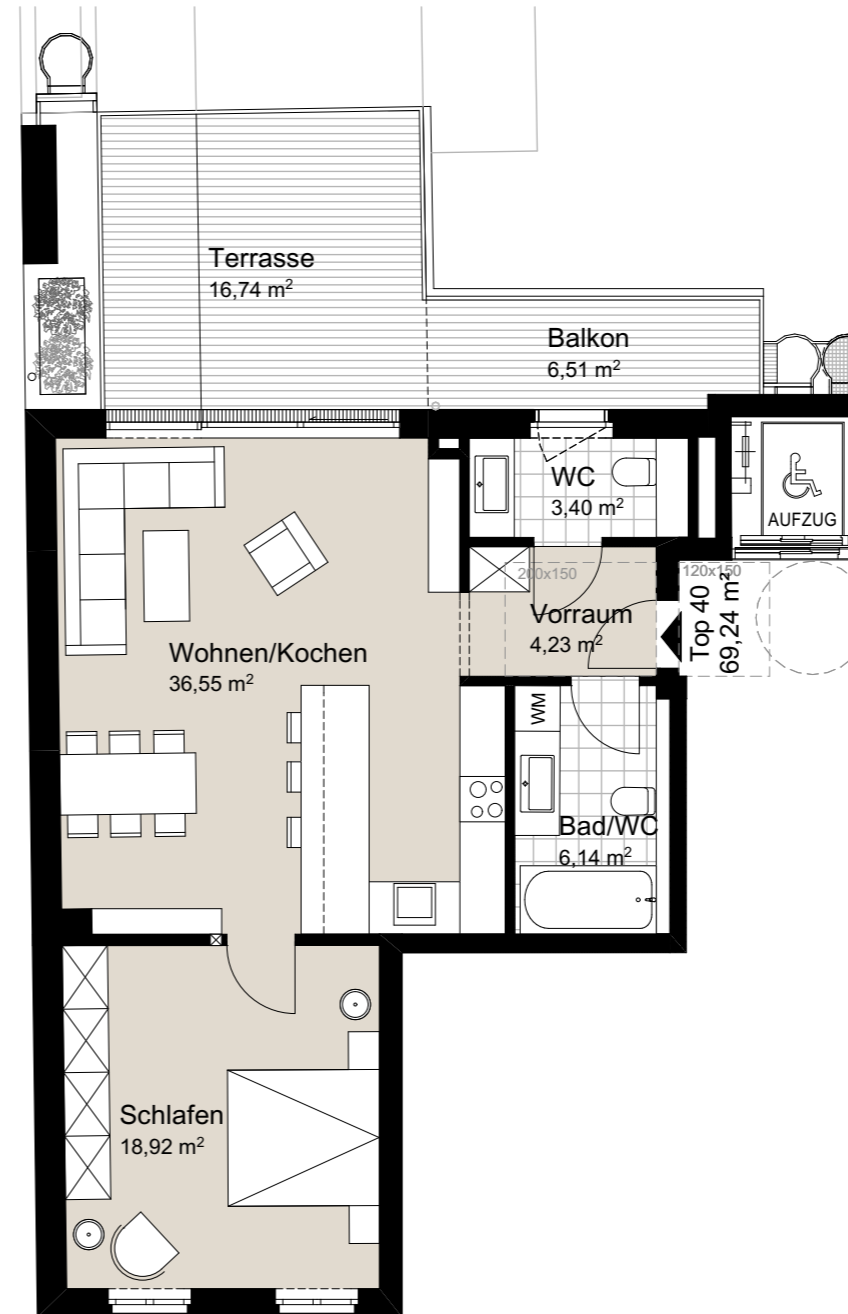 Terrasse
16,74 m²
Balkon
6,51 m²
WC
3,40 m²
AUFZUG
200x150
120x150
Vorraum
4,23 m²
Top 40
69,24 m²
Wohnen/Kochen
36,55 m²
WM
Bad/WC
6,14 m²
Schlafen
18,92 m²